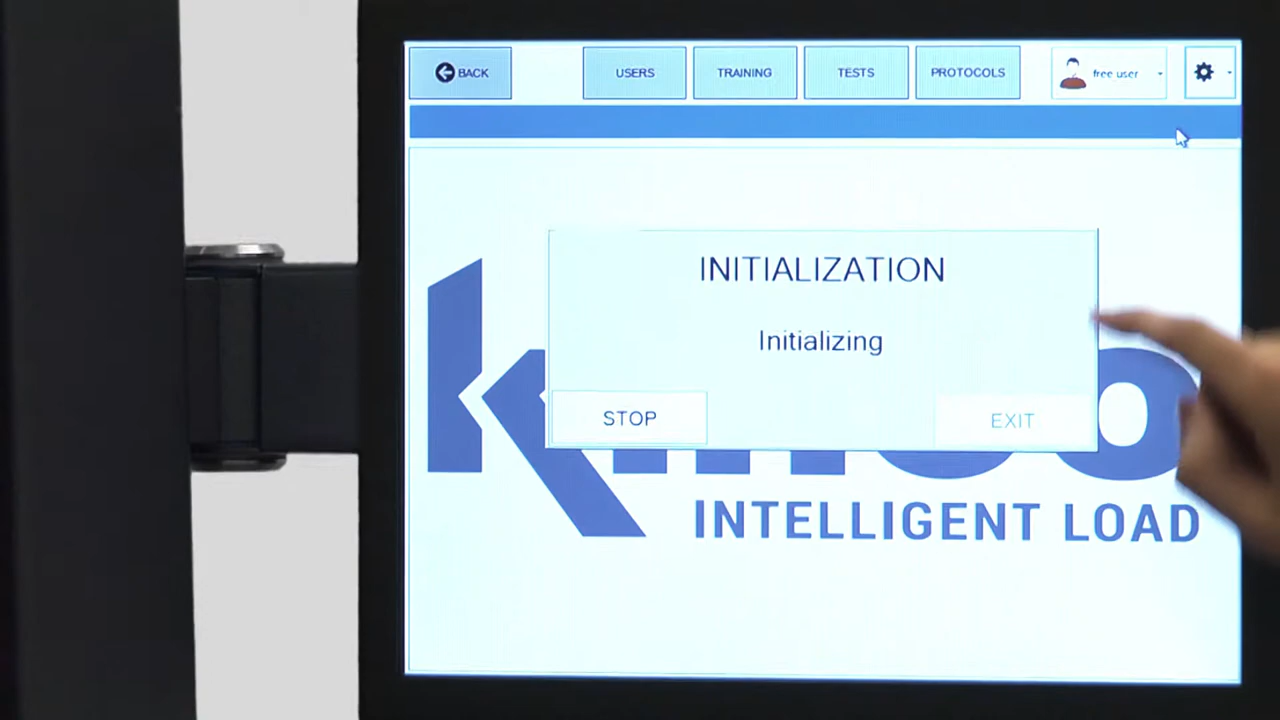 BACK
USERS
TRAINING
TESTS
PROTOCOLS
free user
INITIALIZATION
Initializing
STOP
EXIT
INTELLIGENT LOAD